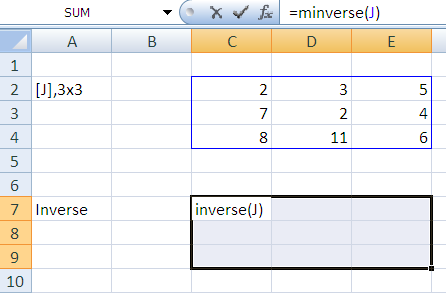 SUM fx =minverse(J)
A B C D E
1
2 [J],3x3 2 3 5
3 7 2 4
4 8 11 6
5
6
7 Inverse inverse(J)
8
9
10